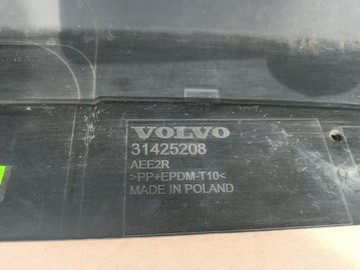 VOLVO
31425208
AEE2R
>PP+EPDM-T10<
MADE IN POLAND